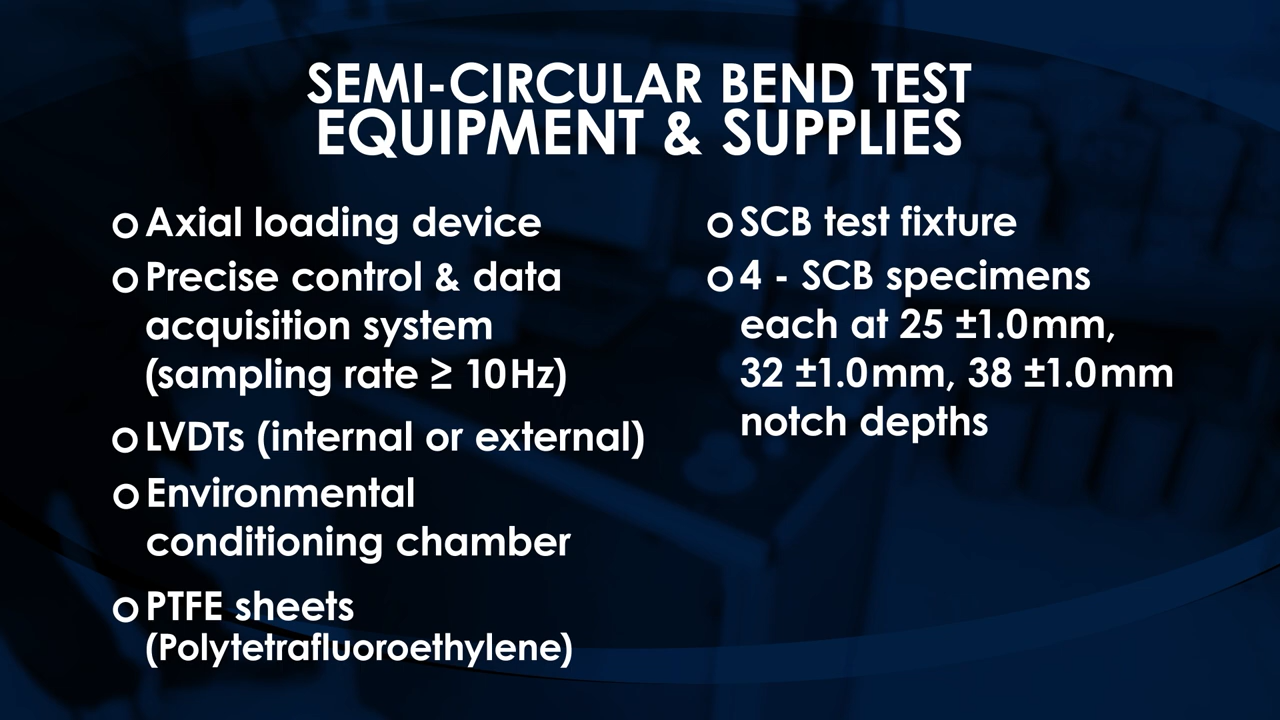 SEMI-CIRCULAR BEND TEST
EQUIPMENT & SUPPLIES
Axial loading device
Precise control & data
acquisition system
(sampling rate ≥ 10Hz)
LVDTs (internal or external)
Environmental
conditioning chamber
PTFE sheets
(Polytetrafluoroethylene)
SCB test fixture
4 - SCB specimens
each at 25 ±1.0mm,
32 ±1.0mm, 38 ±1.0mm
notch depths